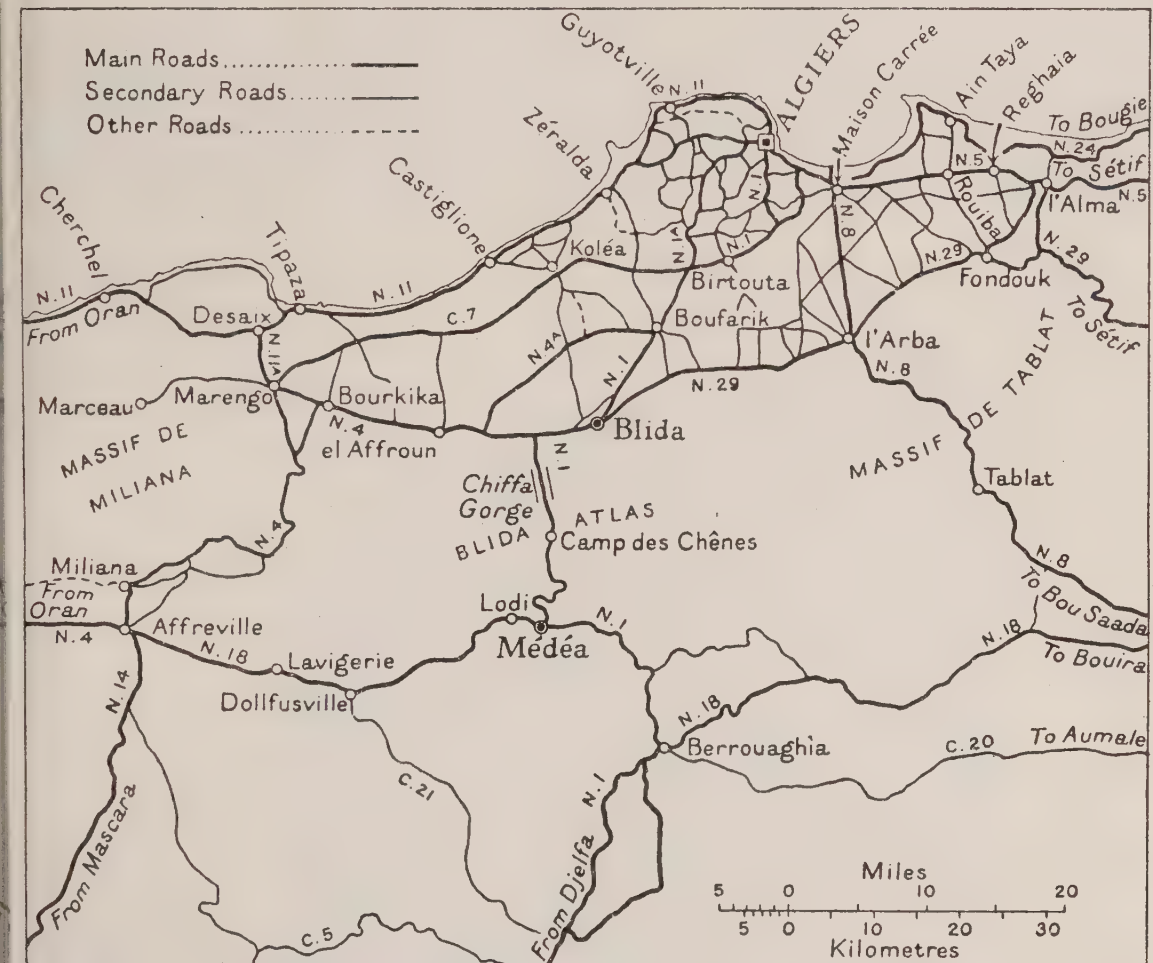 Main Roads
Secondary Roads
Other Roads
Guyotville
N. 11
ALGIERS
Maison Carrée
Ain Taya
Reghaia
To Bougie
N. 24
To Sétif
N. 5
N. 5
l'Alma
Rouiba
Zéralda
Castiglione
Cherchel
Tipaza
N. 11
From Oran
N. 11
Desaix
N. 11A
Koléa
C. 7
N. 1A
N. 1
N. 1
Birtouta
N. 8
N. 29
Fondouk
N. 29
To Sétif
Boufarik
N. 4A
N. 1
l'Arba
N. 29
N. 8
Marceau
Marengo
Bourkika
N. 4
el Affroun
Blida
N. 1
MASSIF DE
MILIANA
MASSIF DE TABLAT
Tablat
Chiffa
Gorge
BLIDA ATLAS
Camp des Chênes
N. 4
Miliana
From
Oran
N. 4
Affreville
N. 18
Lavigerie
Dollfusville
Lodi
Médéa
N. 1
N. 8
To Bou Saada
N. 18
To Bouira
N. 14
N. 18
Berrouaghia
C. 20
To Aumale
C. 21
N. 1
From Mascara
From Djelfa
C. 5
Miles
5 0 10 20
5 0 10 20 30
Kilometres